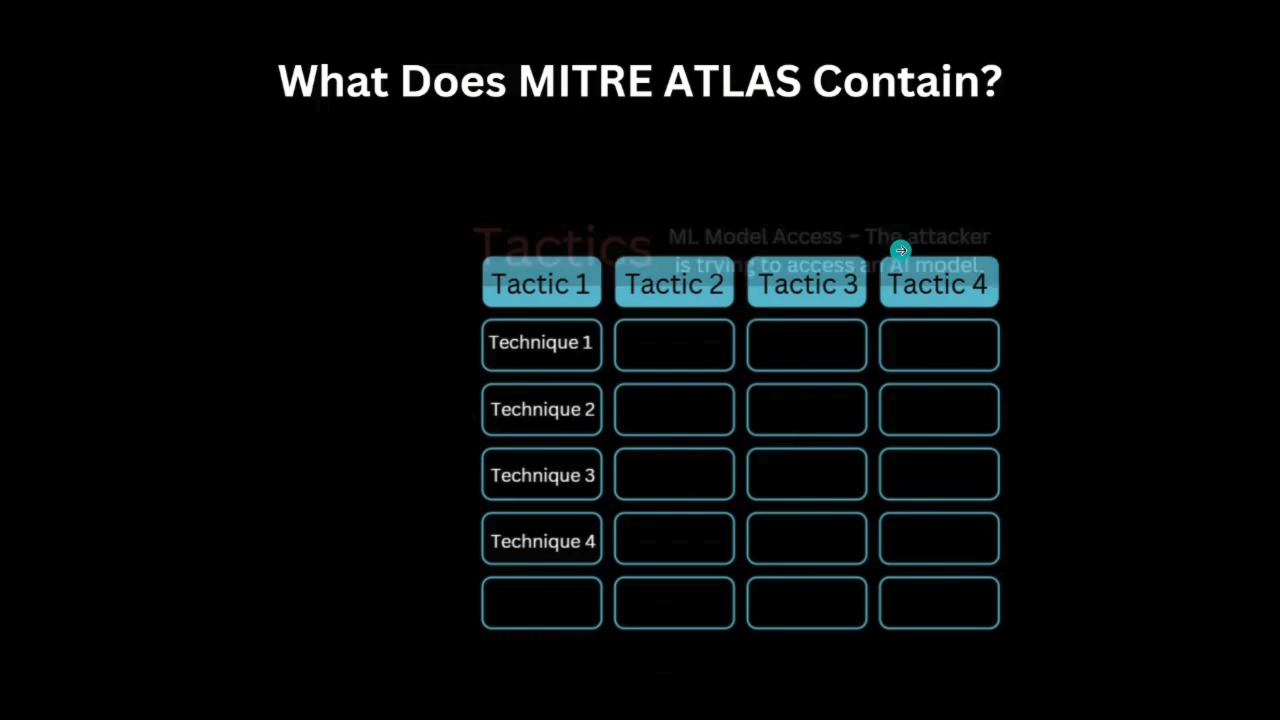 What Does MITRE ATLAS Contain?
Tactics
ML Model Access – The attacker
is trying to access an AI model.
Tactic 1 Tactic 2 Tactic 3 Tactic 4
Technique 1
Technique 2
Technique 3
Technique 4